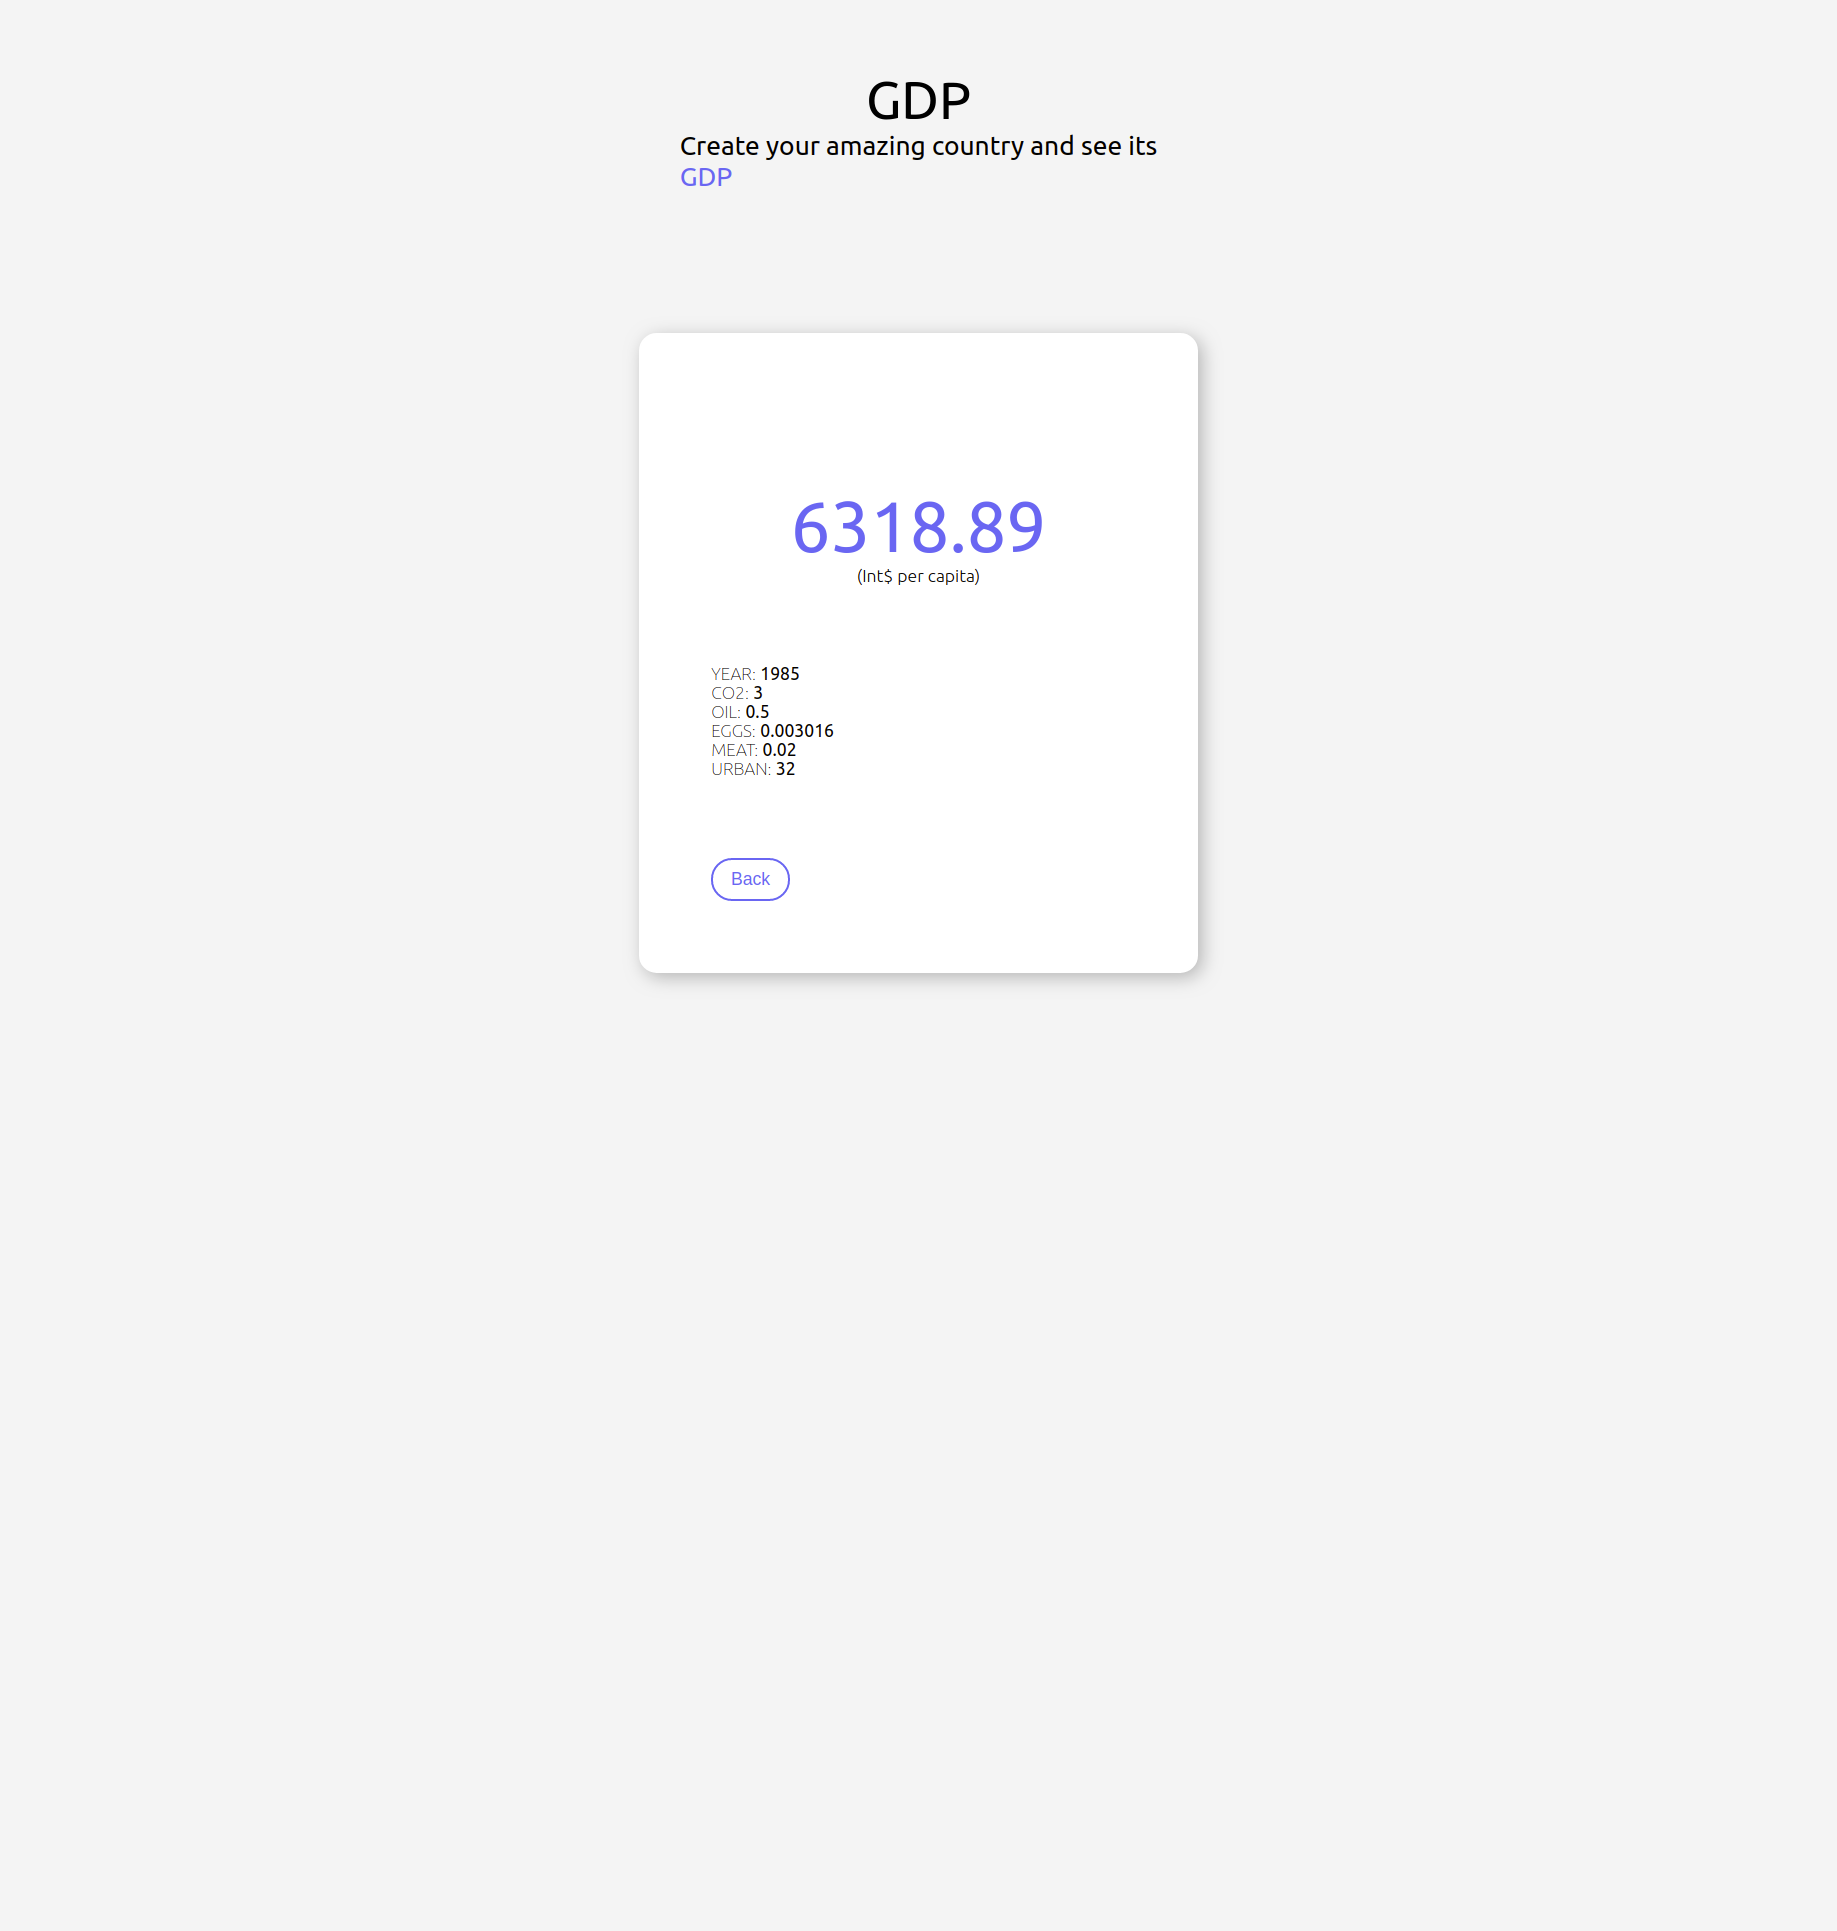 GDP
Create your amazing country and see its
GDP
6318.89
(Int$ per capita)
YEAR: 1985
CO2: 3
OIL: 0.5
EGGS: 0.003016
MEAT: 0.02
URBAN: 32
Back